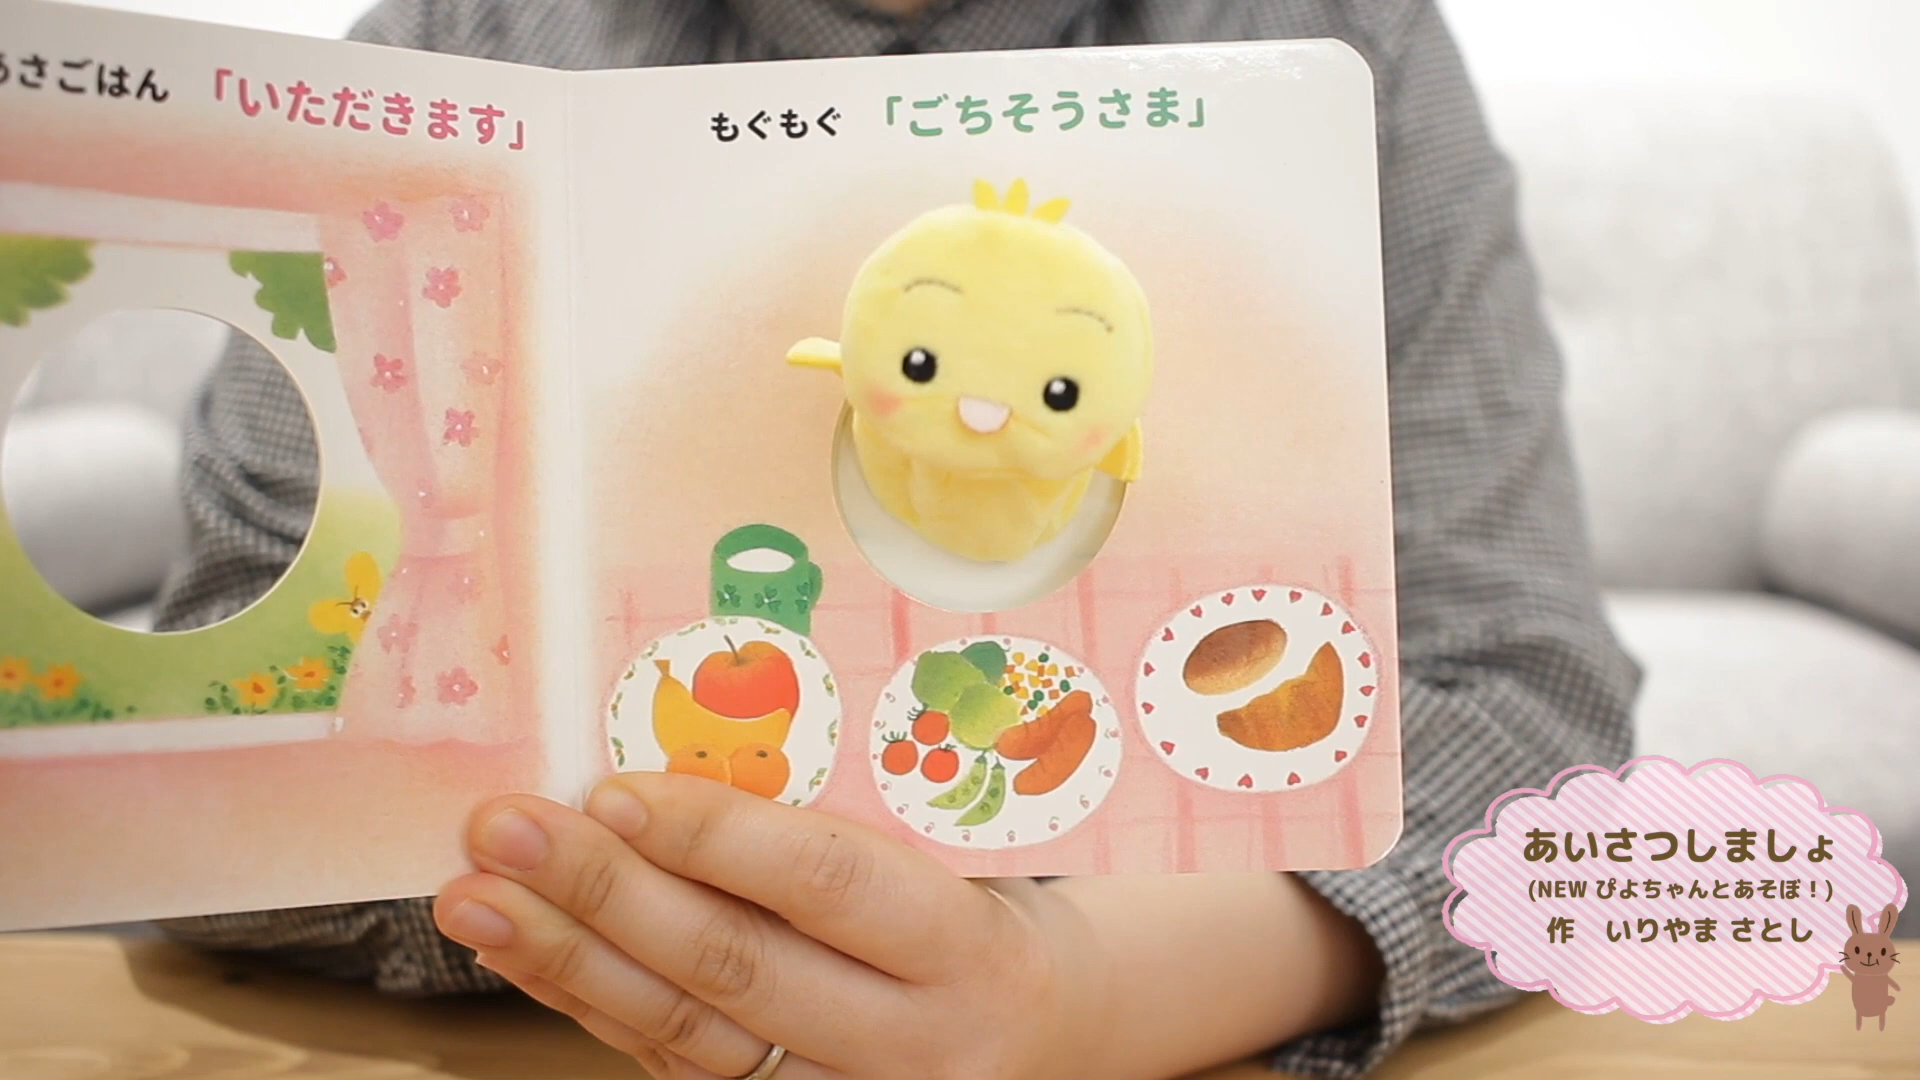 さごはん 「いただきます」
もぐもぐ 「ごちそうさま」
あいさつしましょ
(NEW ぴよちゃんとあそぼ！)
作 いりやま さとし